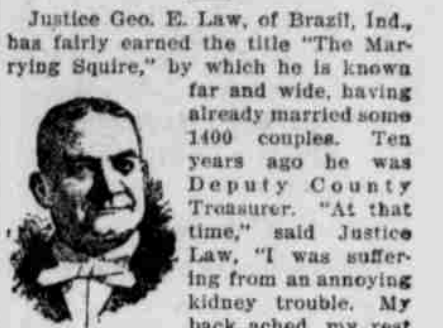 Justice Geo. E. Law, of Brazil, Ind.,
has fairly earned the title "The Mar-
rying Squire," by which he is known
far and wide, having
already married some
1400 couples. Ten
years ago he was
Deputy County
Treasurer. "At that
time," said Justice
Law, "I was suffer-
ing from an annoying
kidney trouble. My
back ached, my rest